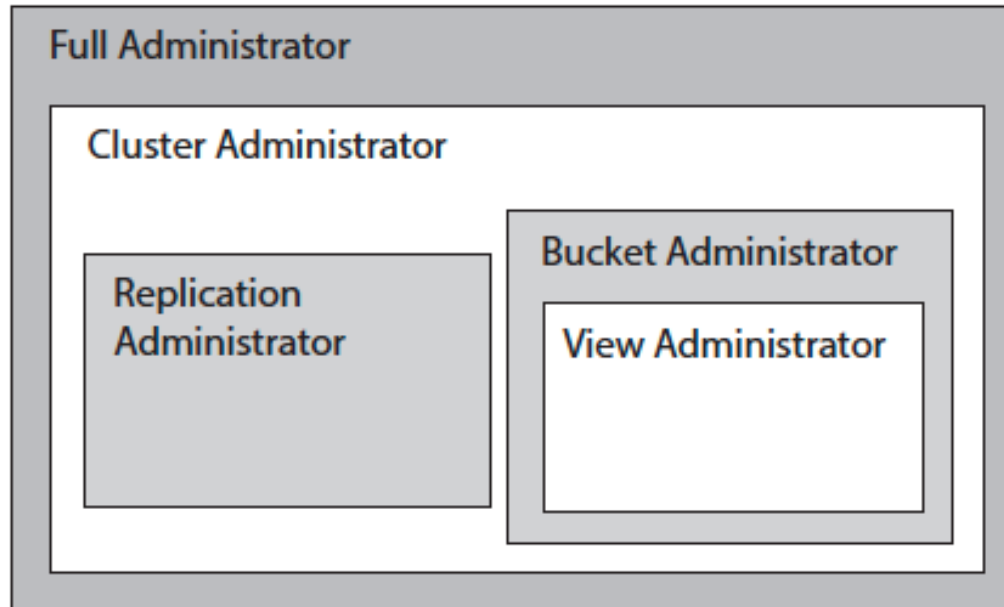 Full Administrator
Cluster Administrator
Replication
Administrator
Bucket Administrator
View Administrator